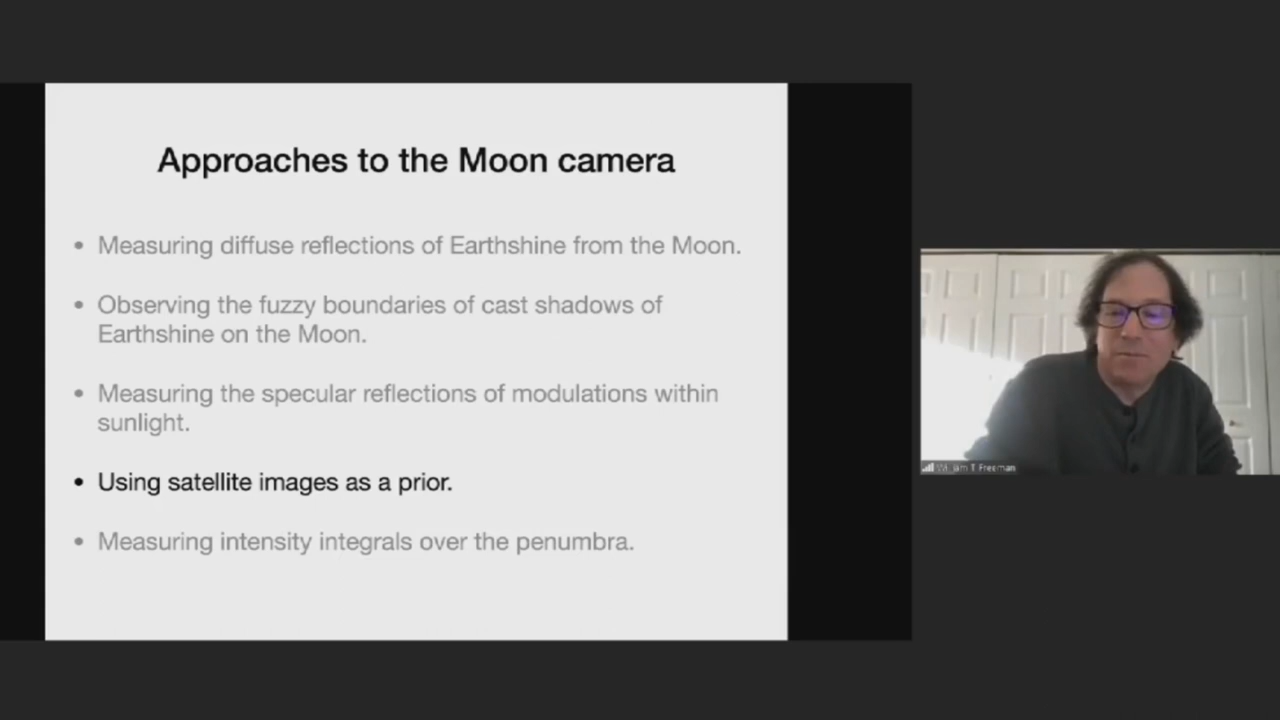 Approaches to the Moon camera
• Measuring diffuse reflections of Earthshine from the Moon.
• Observing the fuzzy boundaries of cast shadows of
Earthshine on the Moon.
• Measuring the specular reflections of modulations within
sunlight.
• Using satellite images as a prior.
• Measuring intensity integrals over the penumbra.
William T Freeman